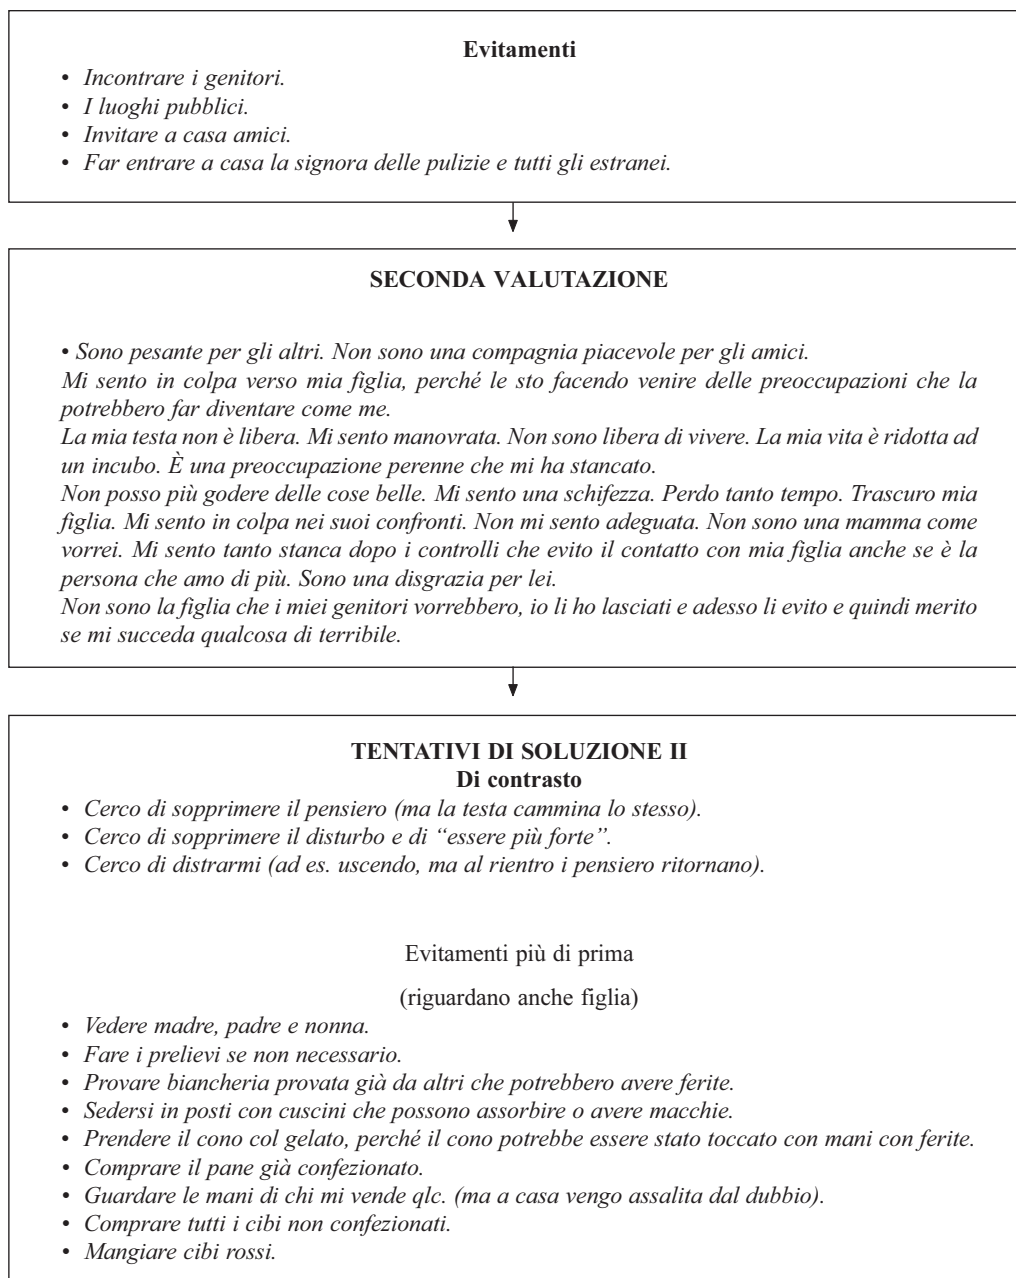 Evitamenti
• Incontrare i genitori.
• I luoghi pubblici.
• Invitare a casa amici.
• Far entrare a casa la signora delle pulizie e tutti gli estranei.
SECONDA VALUTAZIONE
• Sono pesante per gli altri. Non sono una compagnia piacevole per gli amici.
Mi sento in colpa verso mia figlia, perché le sto facendo venire delle preoccupazioni che la
potrebbero far diventare come me.
La mia testa non è libera. Mi sento manovrata. Non sono libera di vivere. La mia vita è ridotta ad
un incubo. È una preoccupazione perenne che mi ha stancato.
Non posso più godere delle cose belle. Mi sento una schifezza. Perdo tanto tempo. Trascuro mia
figlia. Mi sento in colpa nei suoi confronti. Non mi sento adeguata. Non sono una mamma come
vorrei. Mi sento tanto stanca dopo i controlli che evito il contatto con mia figlia anche se è la
persona che amo di più. Sono una disgrazia per lei.
Non sono la figlia che i miei genitori vorrebbero, io li ho lasciati e adesso li evito e quindi merito
se mi succeda qualcosa di terribile.
TENTATIVI DI SOLUZIONE II
Di contrasto
• Cerco di sopprimere il pensiero (ma la testa cammina lo stesso).
• Cerco di sopprimere il disturbo e di “essere più forte”.
• Cerco di distrarmi (ad es. uscendo, ma al rientro i pensiero ritornano).
Evitamenti più di prima
(riguardano anche figlia)
• Vedere madre, padre e nonna.
• Fare i prelievi se non necessario.
• Provare biancheria provata già da altri che potrebbero avere ferite.
• Sedersi in posti con cuscini che possono assorbire o avere macchie.
• Prendere il cono col gelato, perché il cono potrebbe essere stato toccato con mani con ferite.
• Comprare il pane già confezionato.
• Guardare le mani di chi mi vende qlc. (ma a casa vengo assalita dal dubbio).
• Comprare tutti i cibi non confezionati.
• Mangiare cibi rossi.